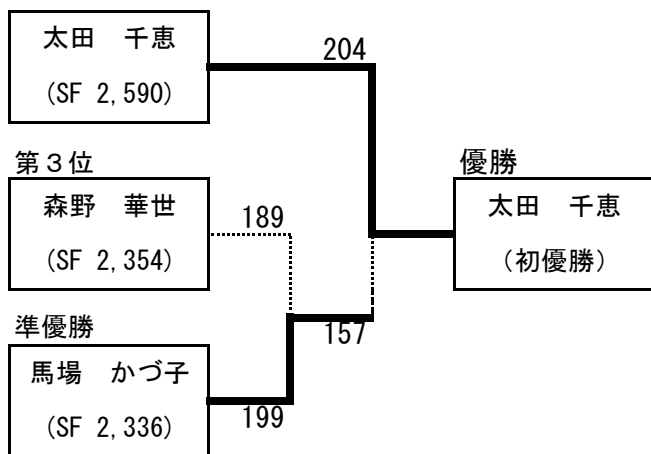 太田　千恵
(SF 2,590)
204
第３位
森野　華世
(SF 2,354)
189
優勝
太田　千恵
(初優勝)
準優勝
馬場　かづ子
(SF 2,336)
199
157